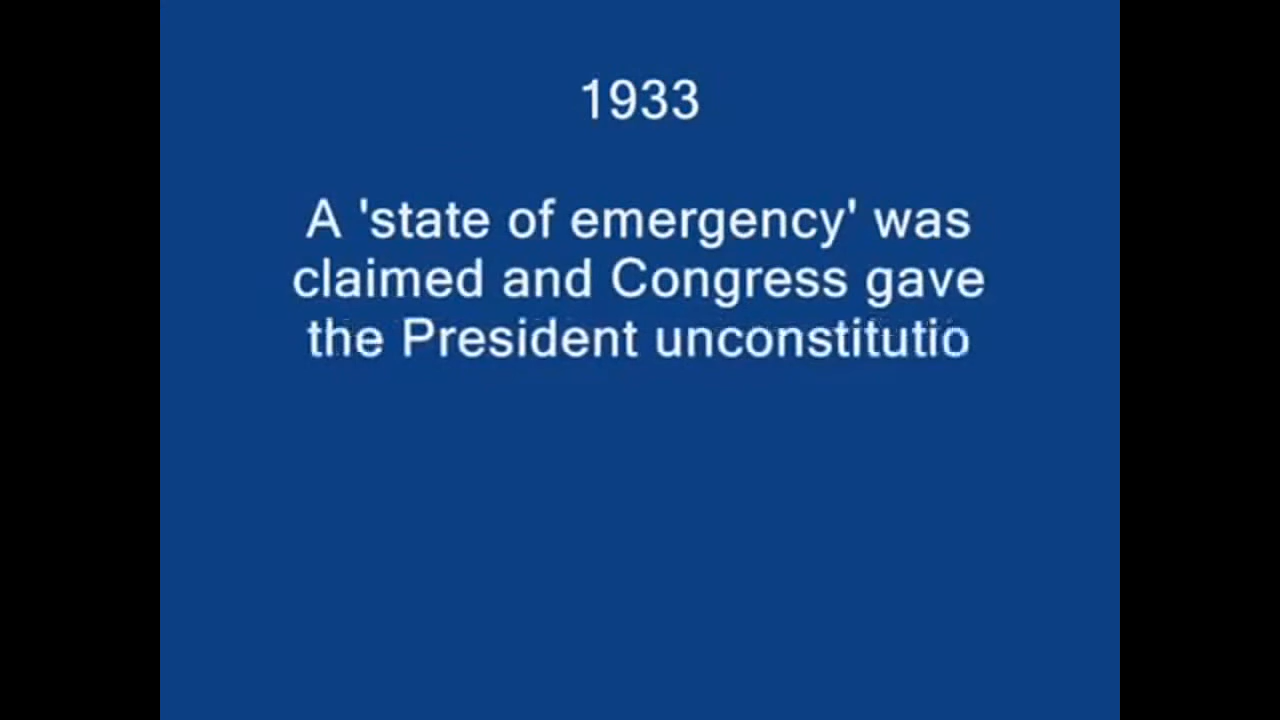 1933
A 'state of emergency' was
claimed and Congress gave
the President unconstitutio